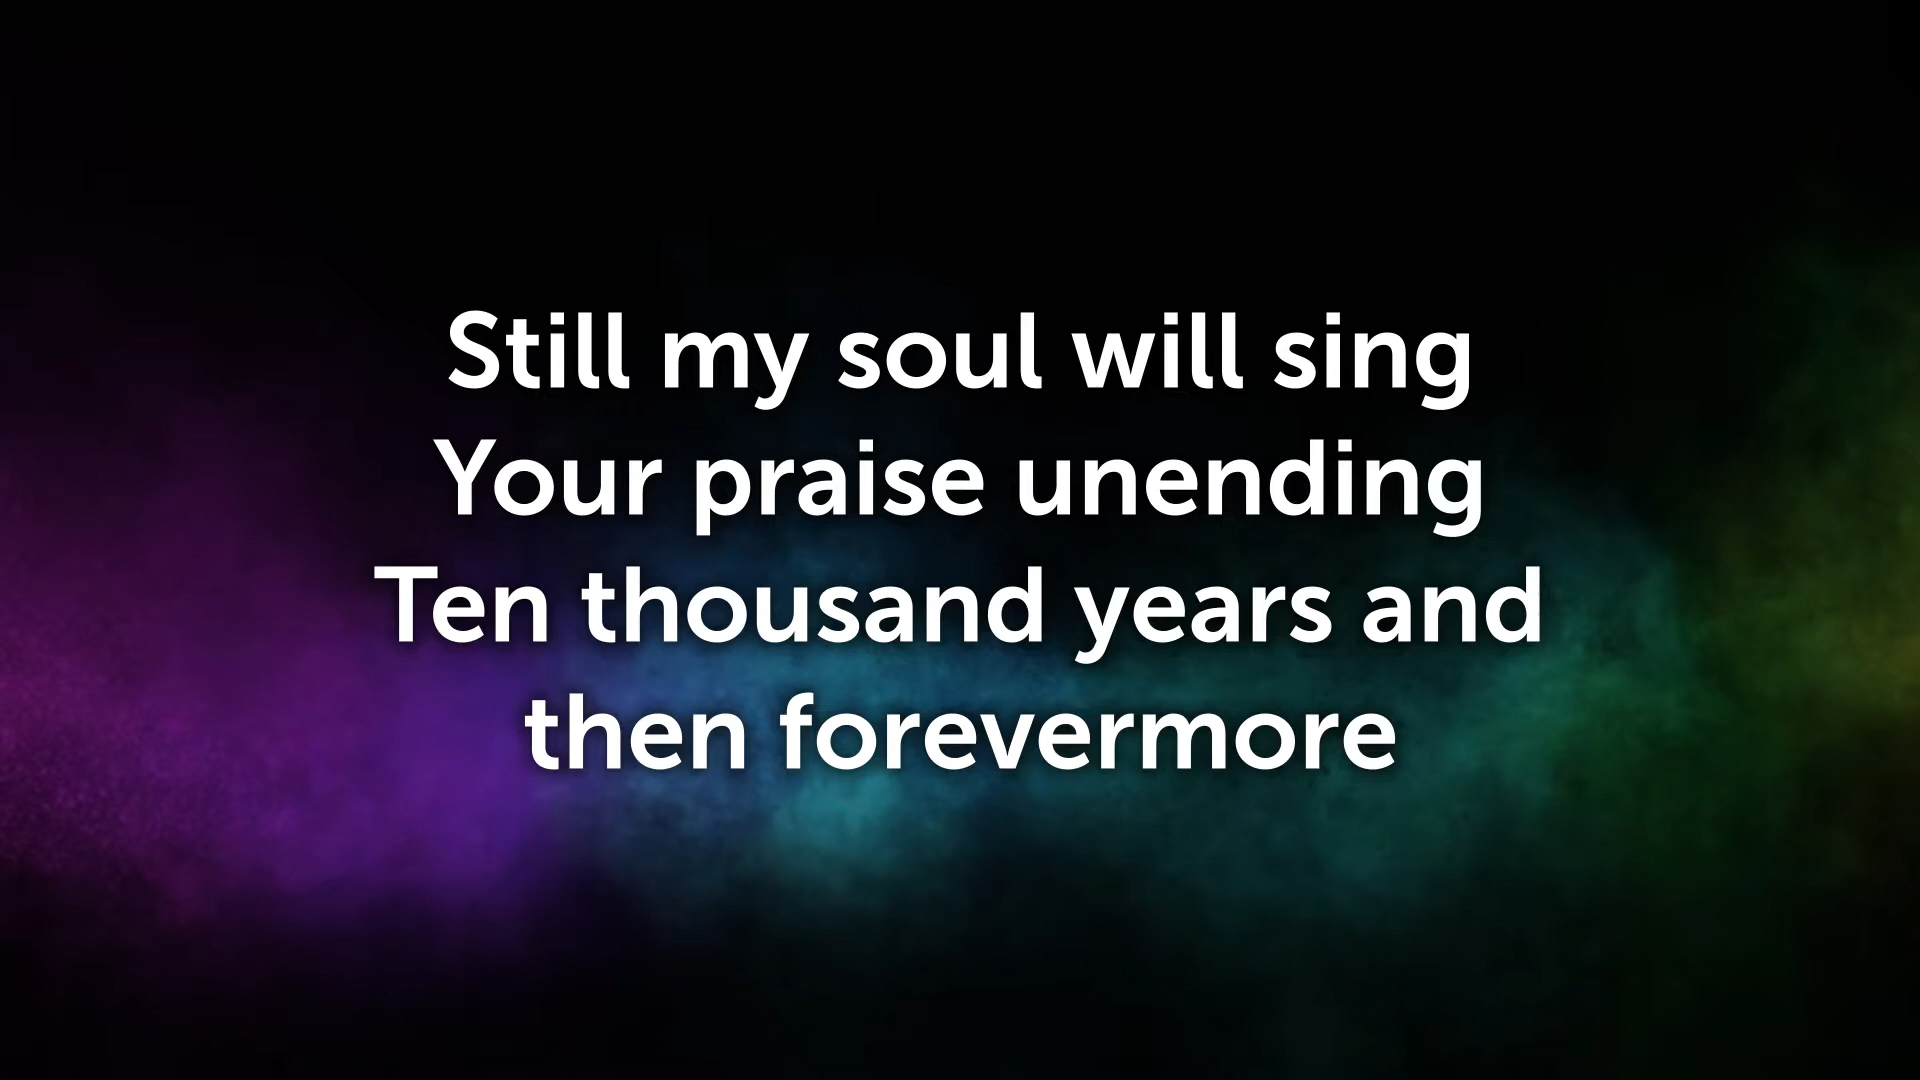 Still my soul will sing
Your praise unending
Ten thousand years and
then forevermore